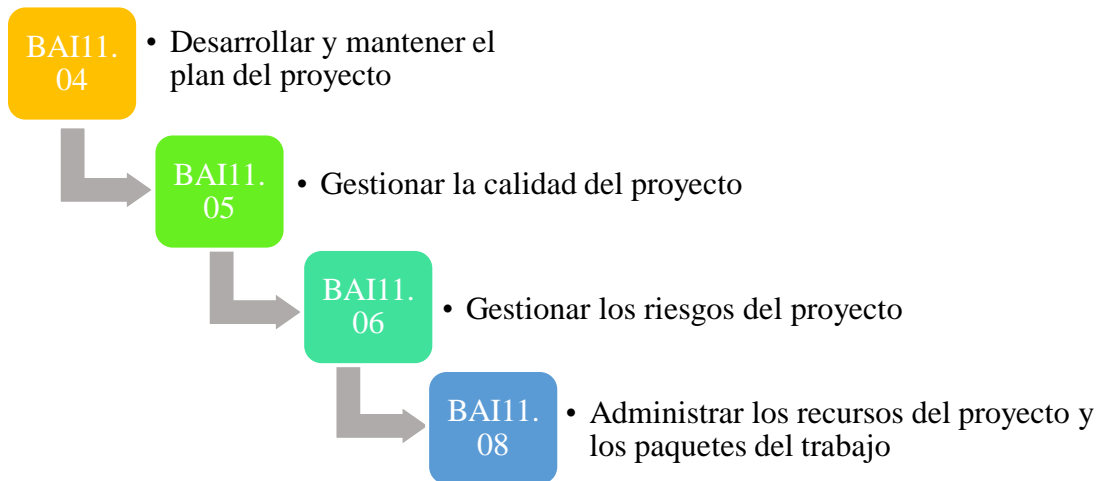 BAI11.
04
• Desarrollar y mantener el
plan del proyecto
BAI11.
05
• Gestionar la calidad del proyecto
BAI11.
06
• Gestionar los riesgos del proyecto
BAI11.
08
• Administrar los recursos del proyecto y
los paquetes del trabajo